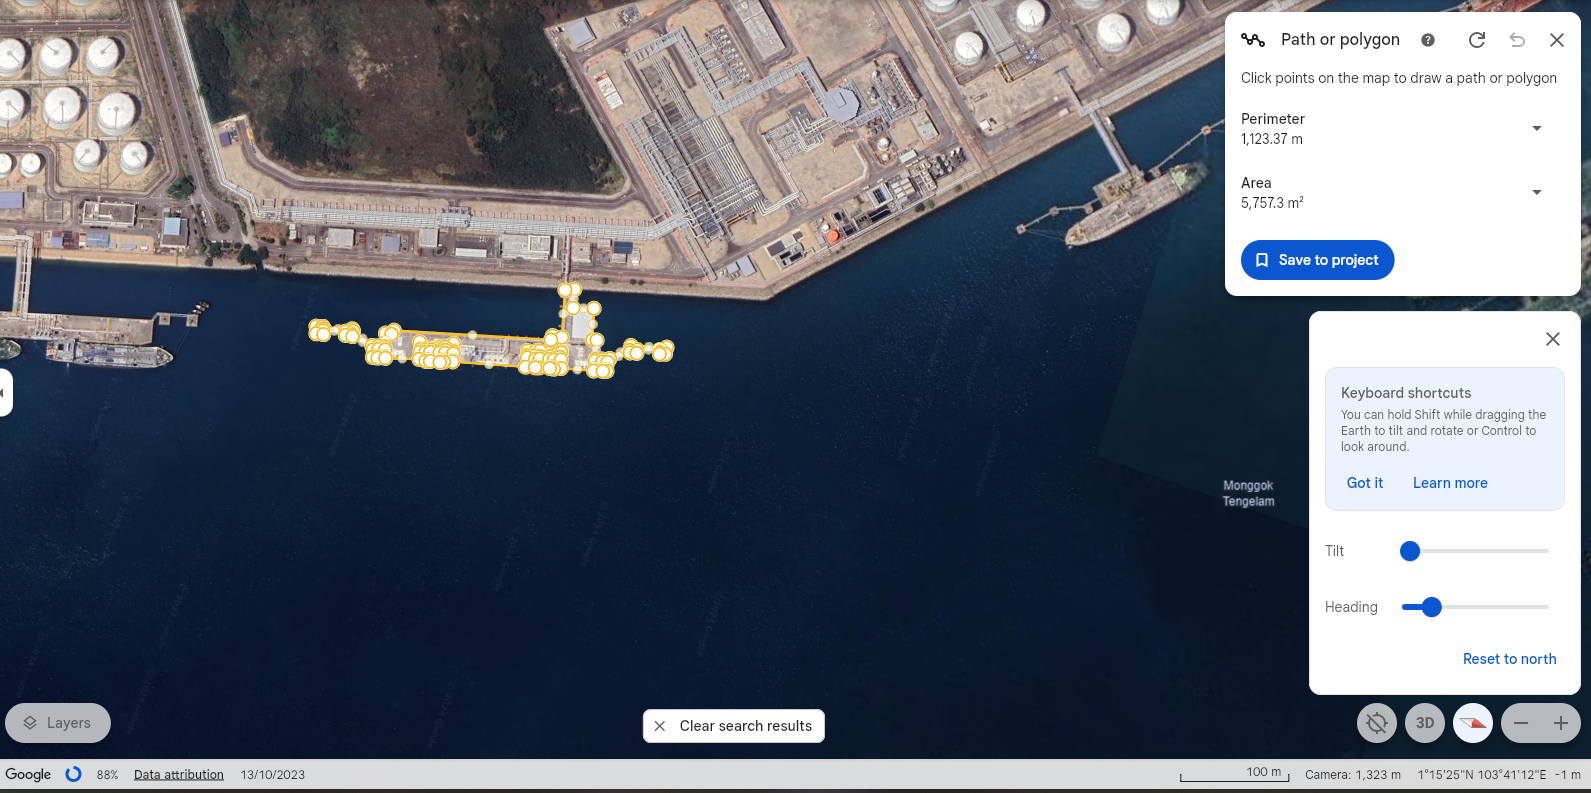 Path or polygon
Click points on the map to draw a path or polygon
Perimeter
1,123.37 m
Area
5,757.3 m²
Save to project
Keyboard shortcuts
You can hold Shift while dragging the
Earth to tilt and rotate or Control to
look around.
Got it Learn more
Monggok
Tengelam
Tilt
Heading
Reset to north
Layers
Clear search results
3D
Google 88% Data attribution 13/10/2023 100 m Camera: 1,323 m 1°15'25"N 103°41'12"E -1 m